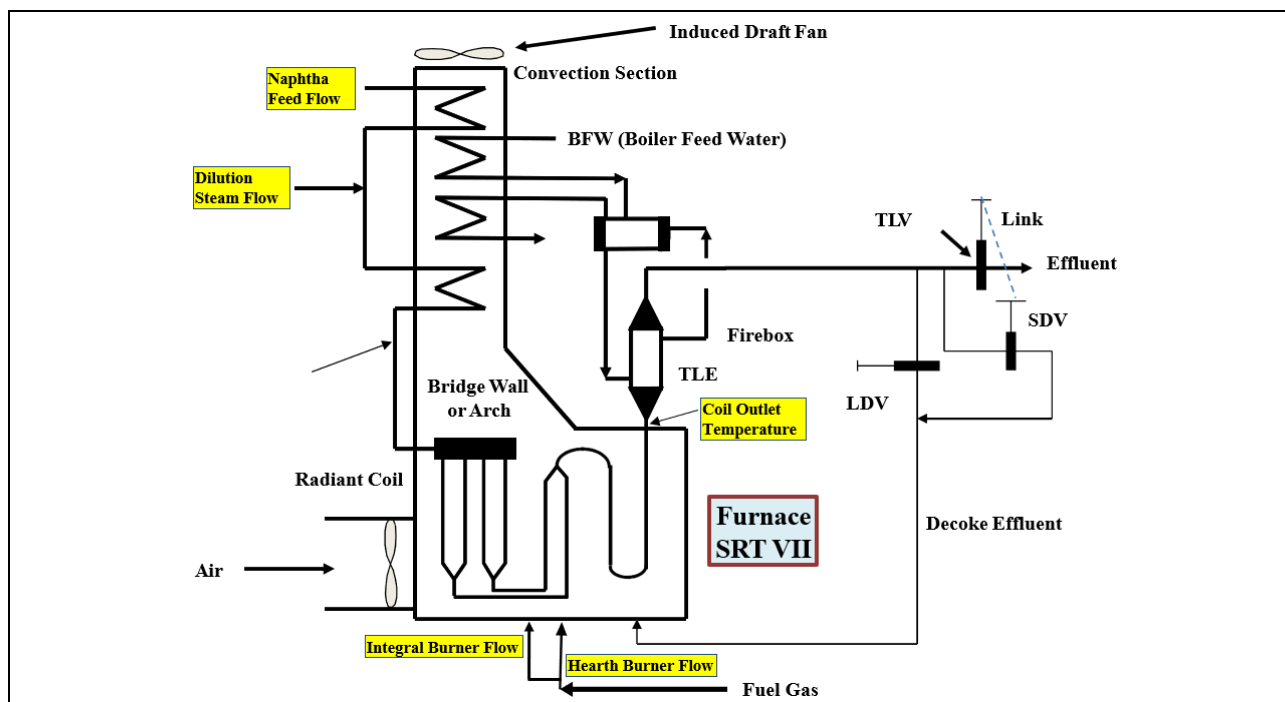 Induced Draft Fan
Convection Section
Naphtha
Feed Flow
BFW (Boiler Feed Water)
Dilution
Steam Flow
TLV
Link
Effluent
SDV
Firebox
TLE
LDV
Bridge Wall
or Arch
Coil Outlet
Temperature
Radiant Coil
Furnace
SRT VII
Decoke Effluent
Air
Integral Burner Flow
Hearth Burner Flow
Fuel Gas